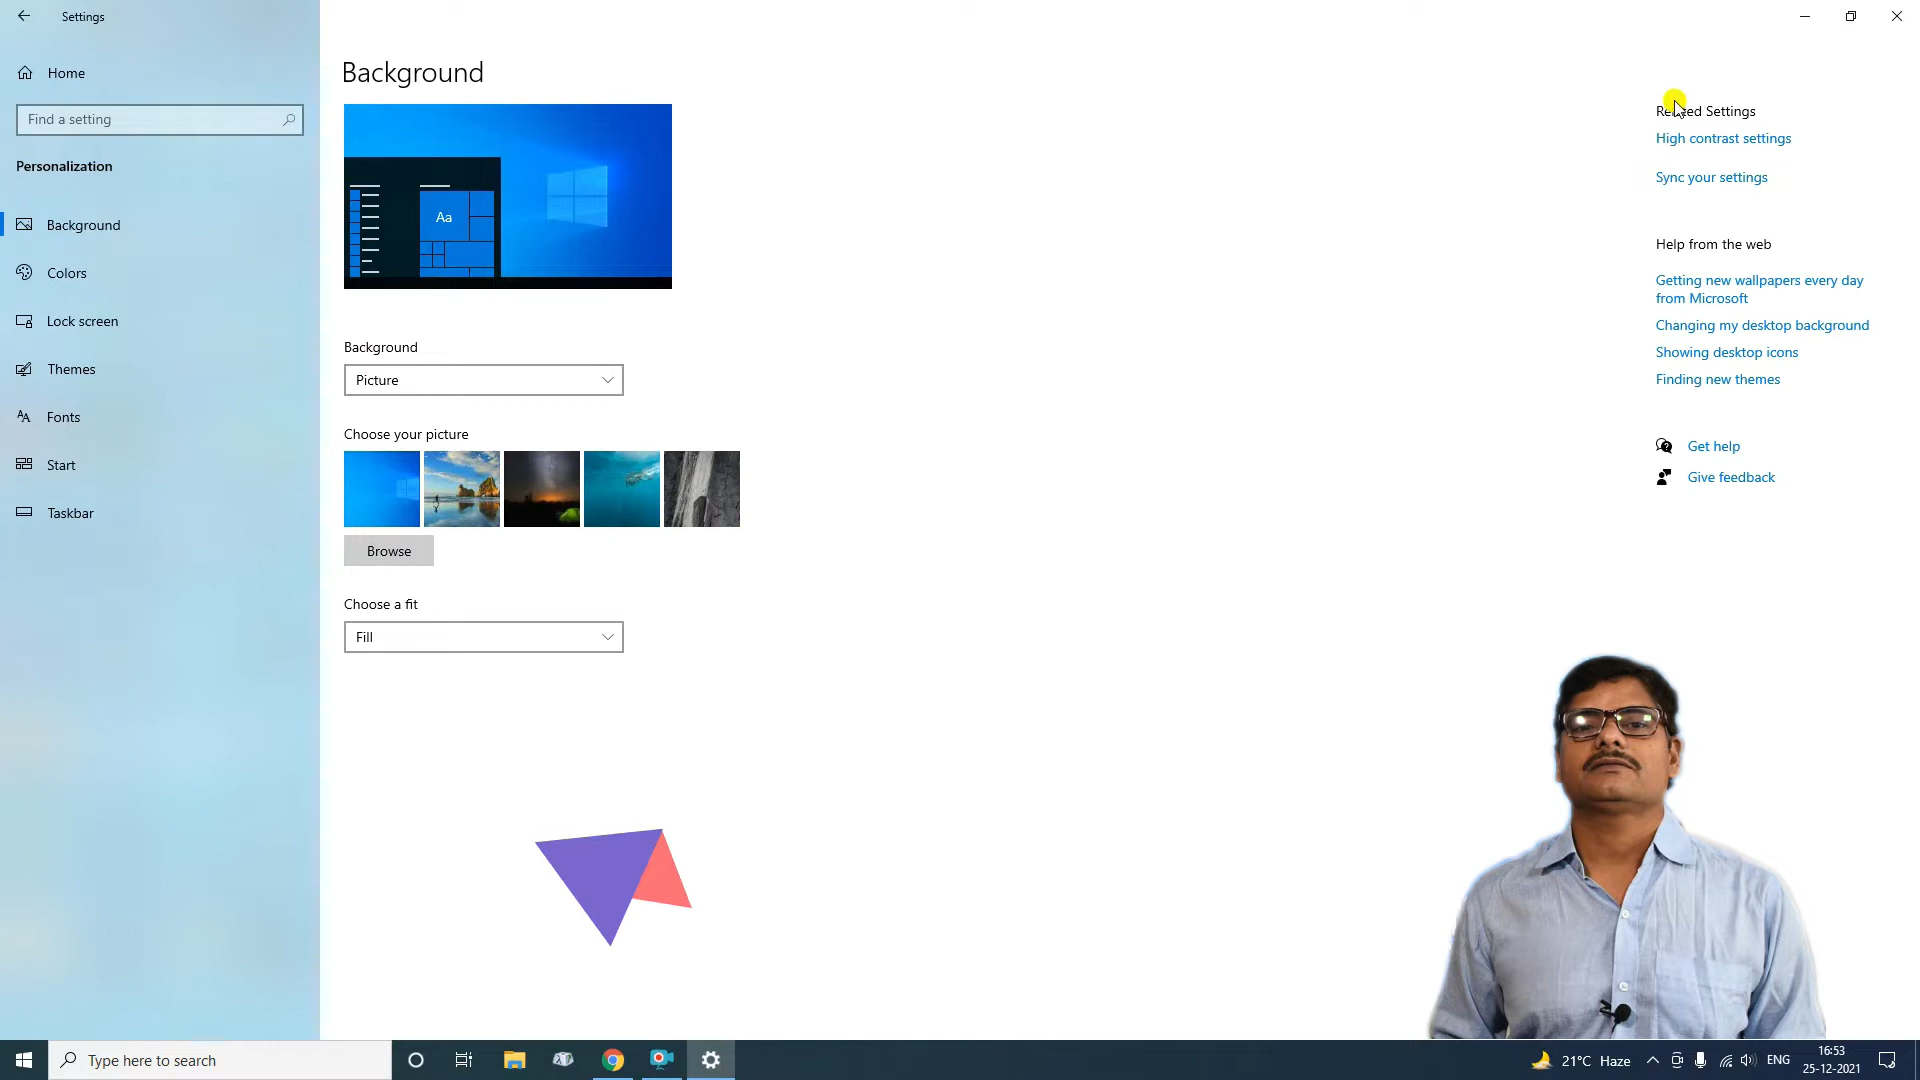 Settings
Home
Find a setting
Personalization
Background
Colors
Lock screen
Themes
Fonts
Start
Taskbar
Background
Aa
Background
Picture
Choose your picture
Browse
Choose a fit
Fill
Related Settings
High contrast settings
Sync your settings
Help from the web
Getting new wallpapers every day
from Microsoft
Changing my desktop background
Showing desktop icons
Finding new themes
Get help
Give feedback
Type here to search
21°C Haze
ENG
16:53
25-12-2021